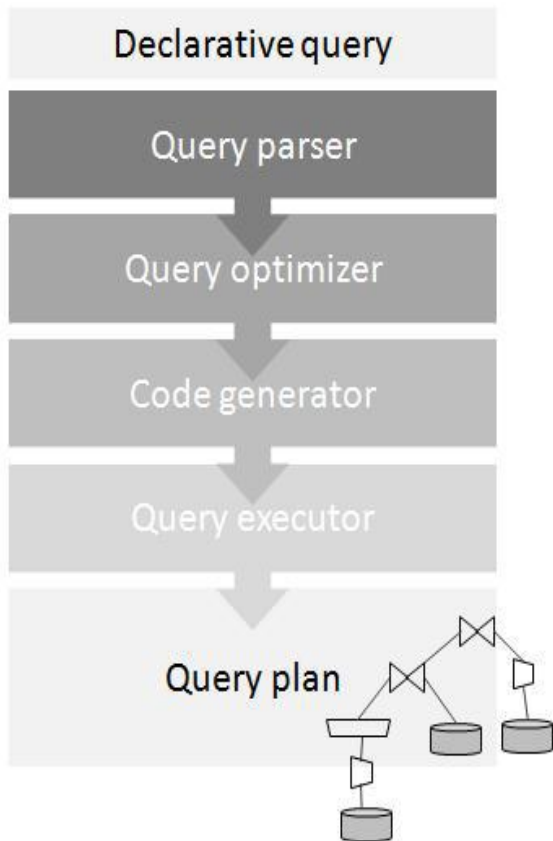 Declarative query
Query parser
Query optimizer
Code generator
Query executor
Query plan